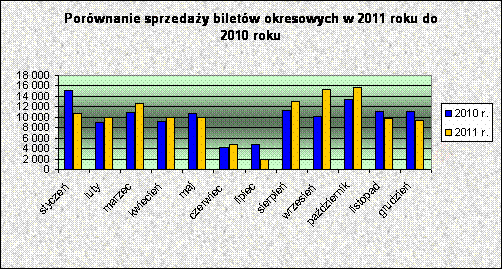 Porównanie sprzedaży biletów okresowych w 2011 roku do
2010 roku
18 000
16 000
14 000
12 000
10 000
8 000
6 000
4 000
2 000
0
styczeń
luty
marzec
kwiecień
maj
czerwiec
lipiec
sierpień
wrzesień
październik
listopad
grudzień
2010 r.
2011 r.